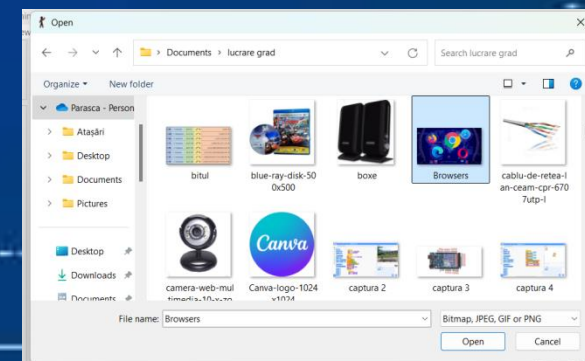 Open
Documents > lucrare grad
Search lucrare grad
Organize
New folder
Parasca - Person
Atașări
Desktop
Documents
Pictures
Desktop
Downloads
Documents
bitul
blue-ray-disk-50
0x500
boxe
Browsers
cablu-de-retea-l
an-ceam-cpr-670
7utp-l
Canva
camera-web-mul
timedia-10-x-zo
Canva-logo-1024
x1024
captura 2
captura 3
captura 4
File name: Browsers
Bitmap, JPEG, GIF or PNG
Open
Cancel